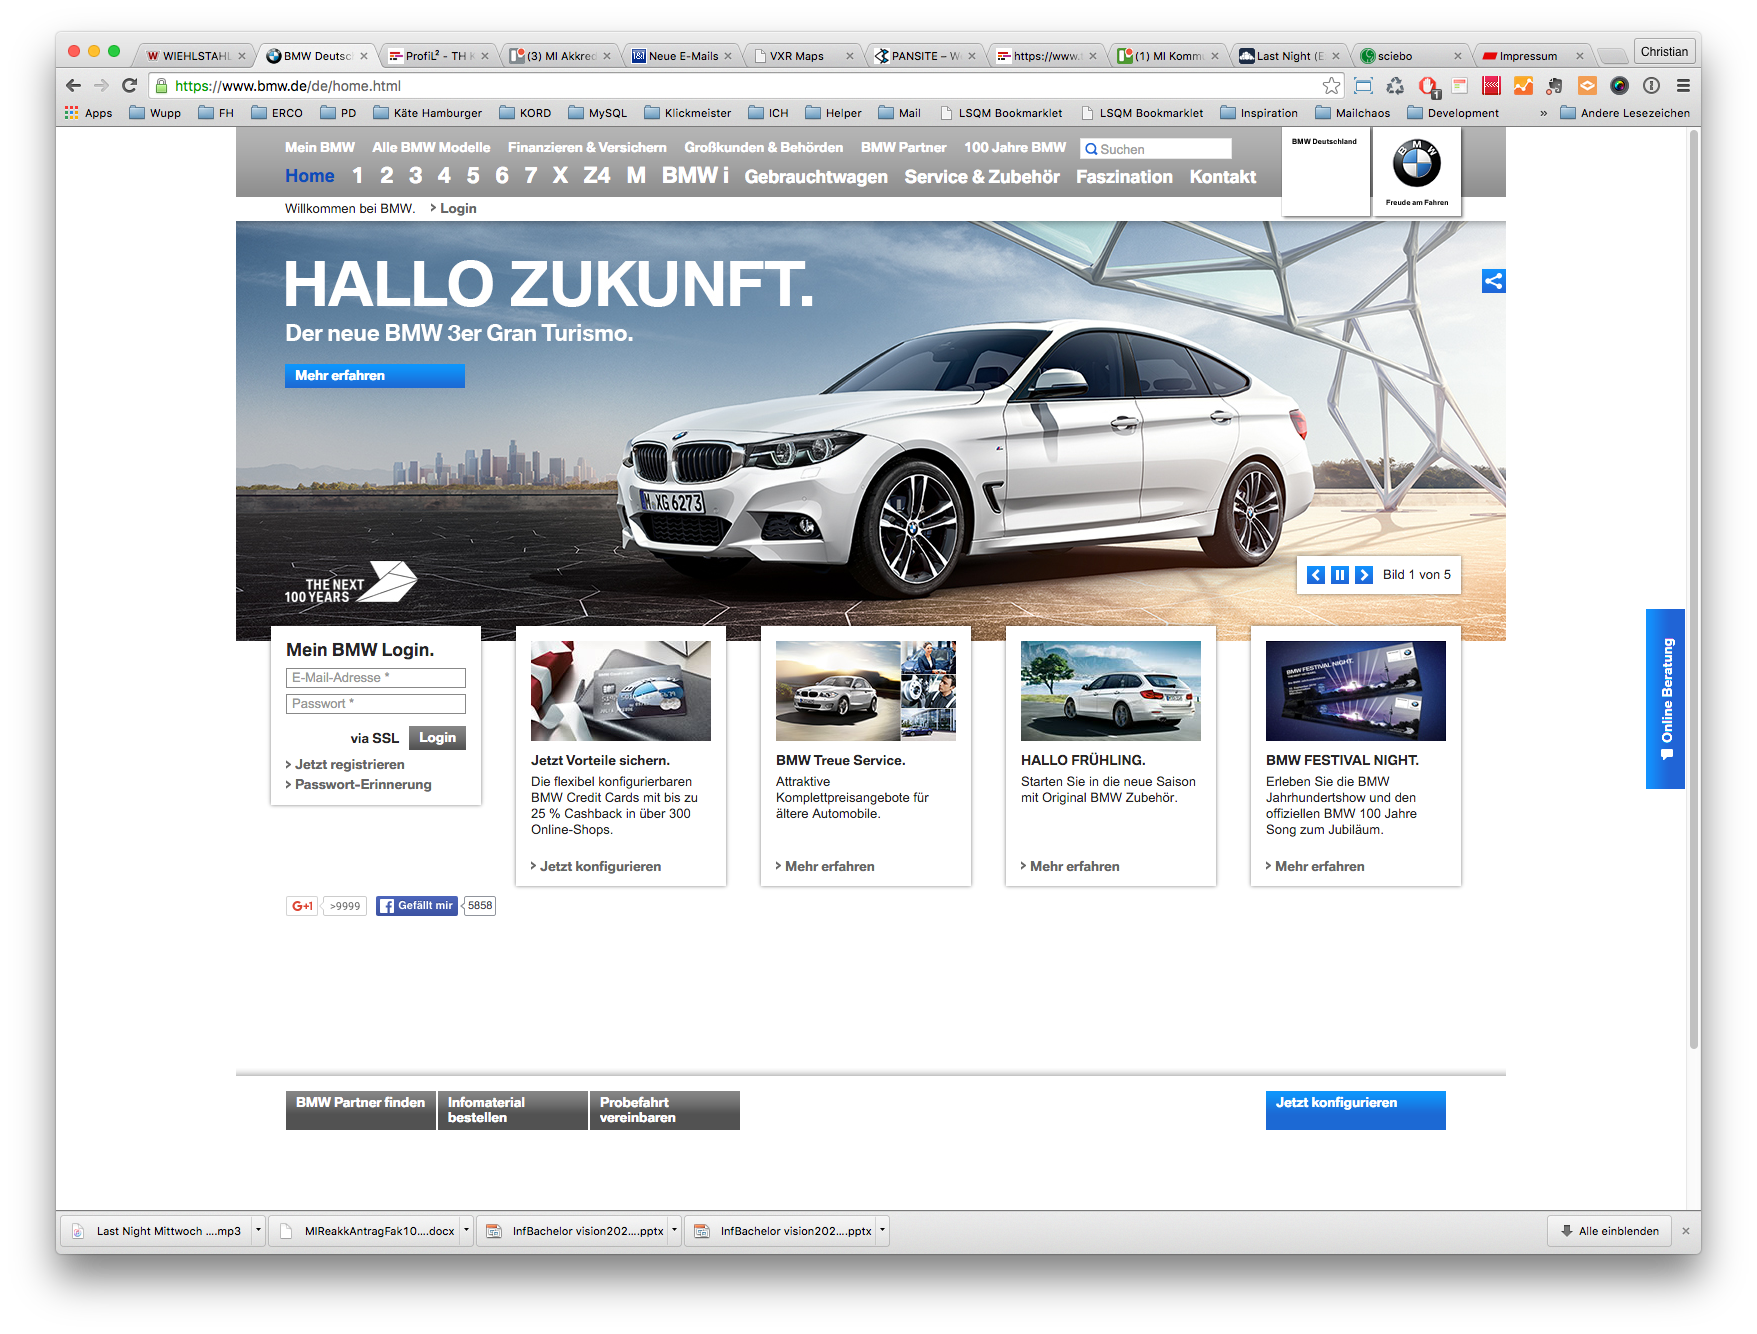 WIEHLSTAHL
BMW Deutsc
ProfiL² - TH K
(3) MI Akkred
Neue E-Mails
VXR Maps
PANSITE – W
https://www.
(1) MI Komm
Last Night (E
sciebo
Impressum
Christian
https://www.bmw.de/de/home.html
1
Apps Wupp FH ERCO PD Käte Hamburger KORD MySQL Klickmeister ICH Helper Mail LSQM Bookmarklet LSQM Bookmarklet Inspiration Mailchaos Development » Andere Lesezeichen
Mein BMW Alle BMW Modelle Finanzieren & Versichern Großkunden & Behörden BMW Partner 100 Jahre BMW Suchen
BMW Deutschland
BMW
Freude am Fahren
Home 1 2 3 4 5 6 7 X Z4 M BMW i Gebrauchtwagen Service & Zubehör Faszination Kontakt
Willkommen bei BMW. > Login
HALLO ZUKUNFT.
Der neue BMW 3er Gran Turismo.
Mehr erfahren
M XG 6273
THE NEXT
100 YEARS
Bild 1 von 5
Online Beratung
Mein BMW Login.
E-Mail-Adresse *
Passwort *
via SSL Login
> Jetzt registrieren
> Passwort-Erinnerung
Jetzt Vorteile sichern.
Die flexibel konfigurierbaren
BMW Credit Cards mit bis zu
25 % Cashback in über 300
Online-Shops.
> Jetzt konfigurieren
BMW Treue Service.
Attraktive
Komplettpreisangebote für
ältere Automobile.
> Mehr erfahren
HALLO FRÜHLING.
Starten Sie in die neue Saison
mit Original BMW Zubehör.
> Mehr erfahren
BMW FESTIVAL NIGHT.
BMW FESTIVAL NIGHT.
Erleben Sie die BMW
Jahrhundertshow und den
offiziellen BMW 100 Jahre
Song zum Jubiläum.
> Mehr erfahren
G+1 >9999 Gefällt mir 5858
BMW Partner finden
Infomaterial
bestellen
Probefahrt
vereinbaren
Jetzt konfigurieren
Last Night Mittwoch ....mp3
MIReakkAntragFak10....docx
InfBachelor vision202....pptx
InfBachelor vision202....pptx
Alle einblenden